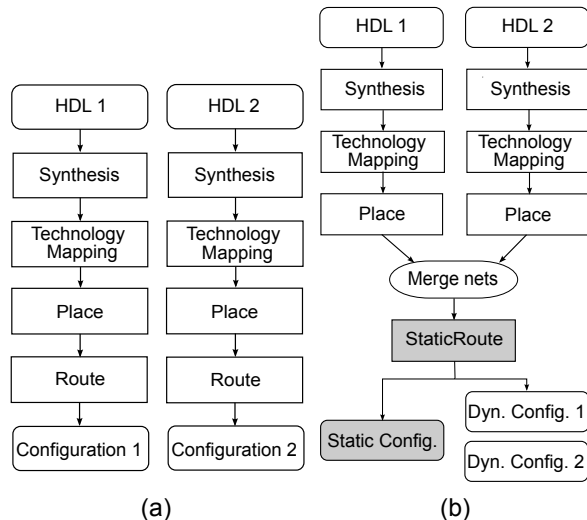 HDL 1
HDL 2
Synthesis
Synthesis
Technology
Mapping
Technology
Mapping
Place
Place
Route
Route
Configuration 1
Configuration 2
(a)
HDL 1
HDL 2
Synthesis
Synthesis
Technology
Mapping
Technology
Mapping
Place
Place
Merge nets
StaticRoute
Static Config.
Dyn. Config. 1
Dyn. Config. 2
(b)